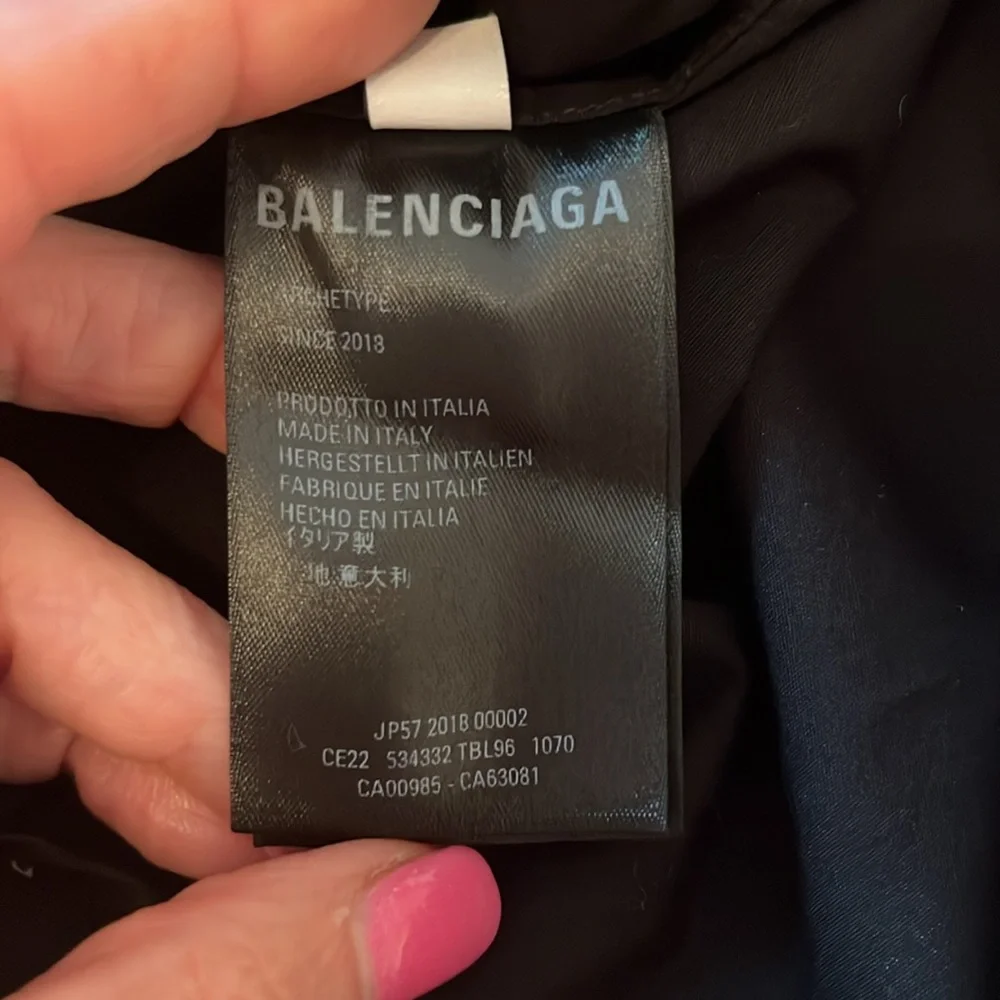 BALENCIAGA
ARCHETYPE
SINCE 2018
PRODOTTO IN ITALIA
MADE IN ITALY
HERGESTELLT IN ITALIEN
FABRIQUE EN ITALIE
HECHO EN ITALIA
イタリア製
地:意大利
JP57 2018 00002
CE22 534332 TBL96 1070
CA00985 - CA63081